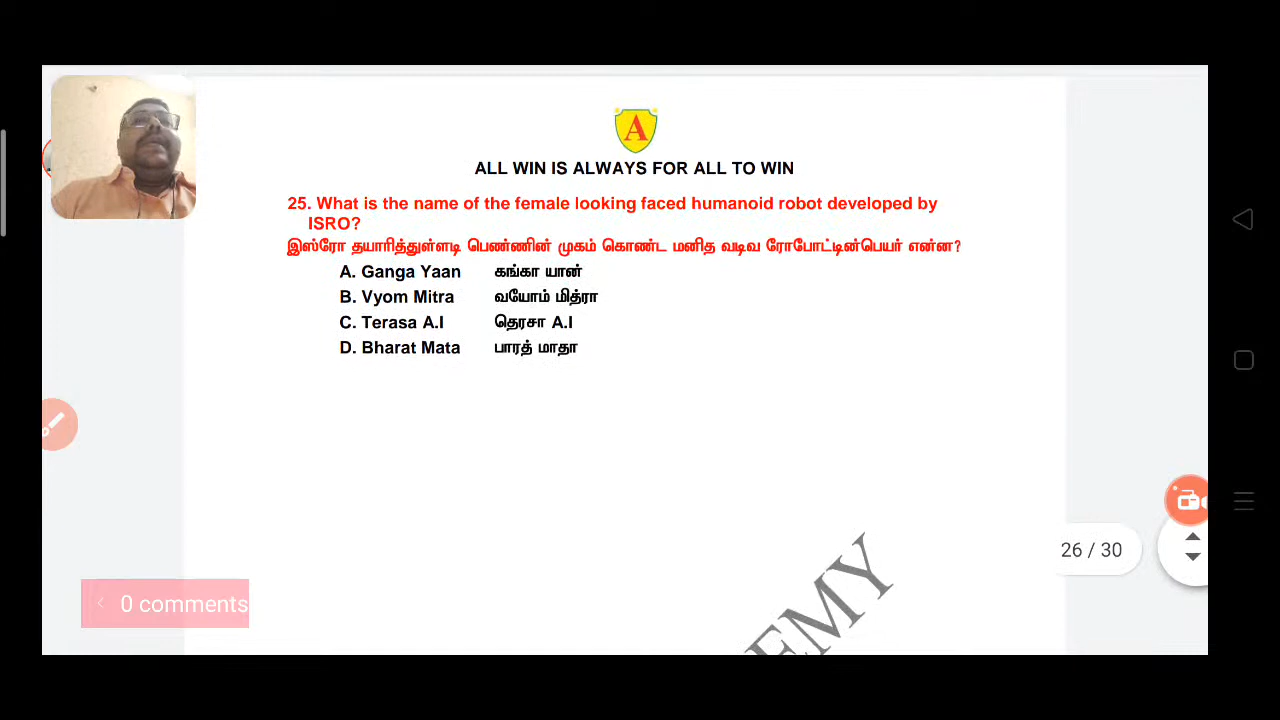 A
ALL WIN IS ALWAYS FOR ALL TO WIN
25. What is the name of the female looking faced humanoid robot developed by
ISRO?
இஸ்ரோ தயாரித்துள்ளடி பெண்ணின் முகம் கொண்ட மனித வடிவ ரோபோட்டின்பெயர் என்ன?
A. Ganga Yaan கங்கா யான்
B. Vyom Mitra வயோம் மித்ரா
C. Terasa A.I தெரசா A.I
D. Bharat Mata பாரத் மாதா
26 / 30
0 comments
EMY